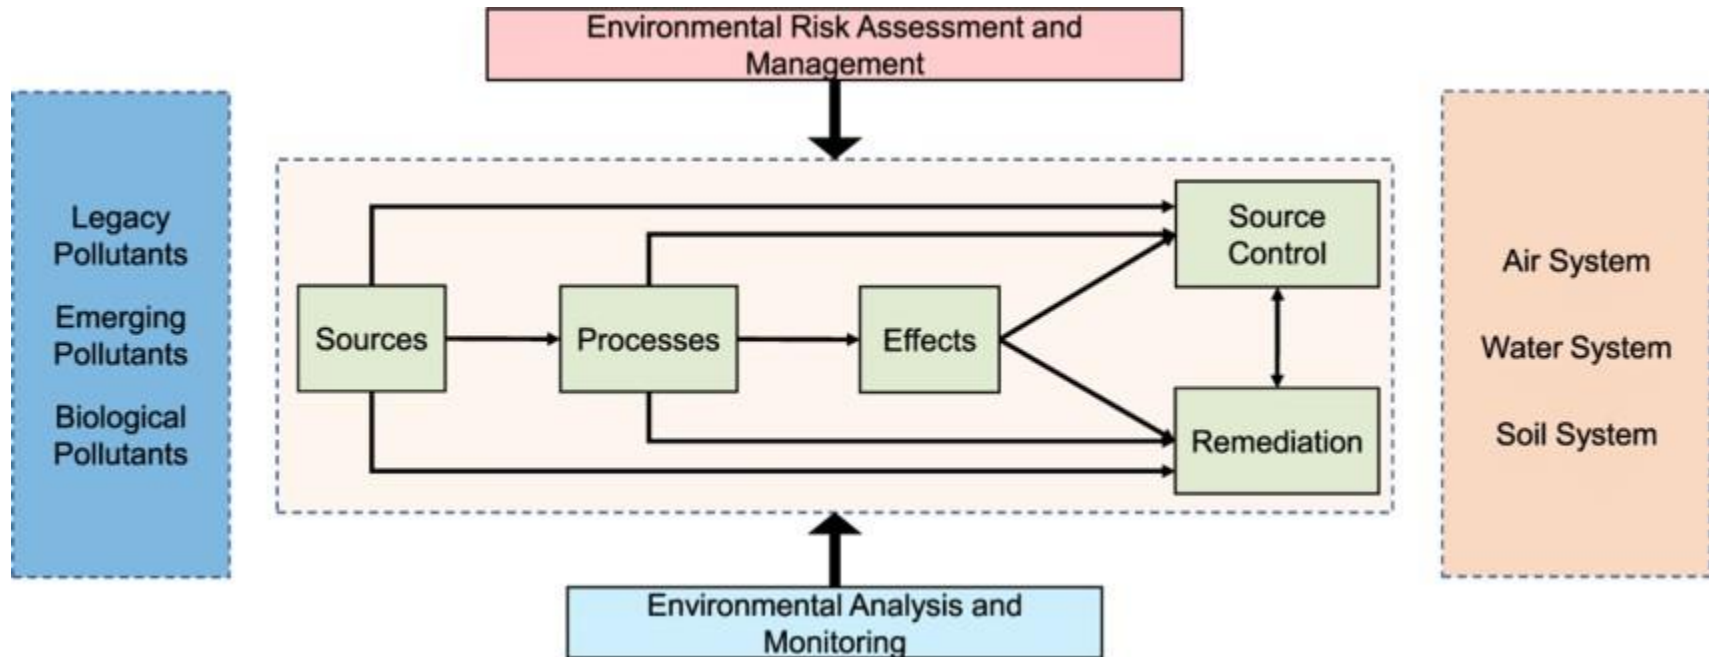 Environmental Risk Assessment and
Management
Legacy
Pollutants
Emerging
Pollutants
Biological
Pollutants
Sources
Processes
Effects
Source
Control
Remediation
Air System
Water System
Soil System
Environmental Analysis and
Monitoring